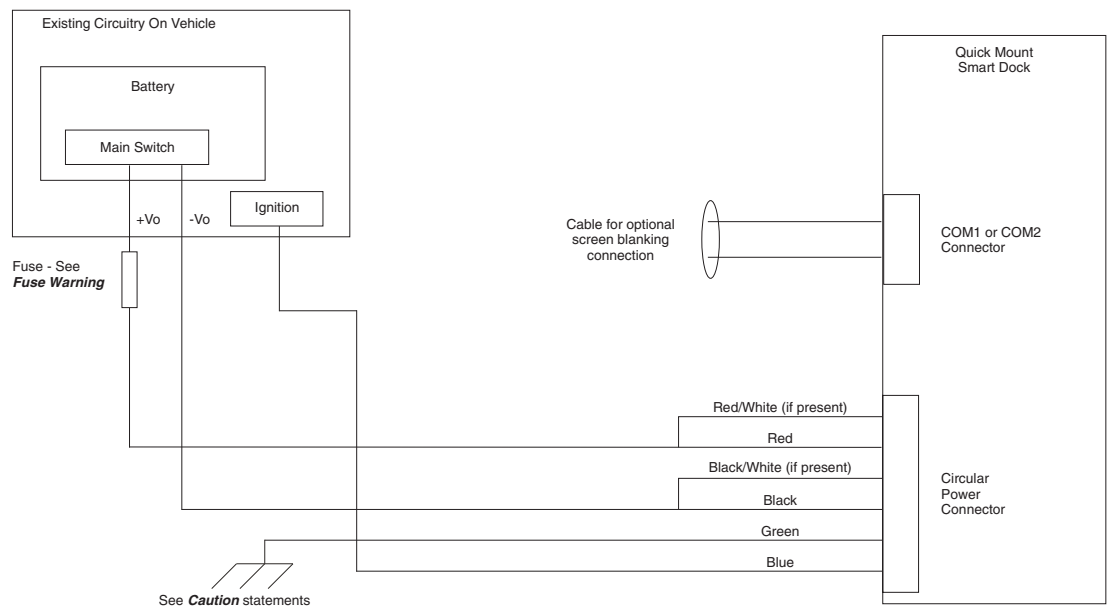 Existing Circuitry On Vehicle
Battery
Main Switch
Ignition
+Vo
-Vo
Fuse - See
Fuse Warning
Quick Mount
Smart Dock
Cable for optional
screen blanking
connection
COM1 or COM2
Connector
Red/White (if present)
Red
Black/White (if present)
Black
Green
Blue
Circular
Power
Connector
See Caution statements